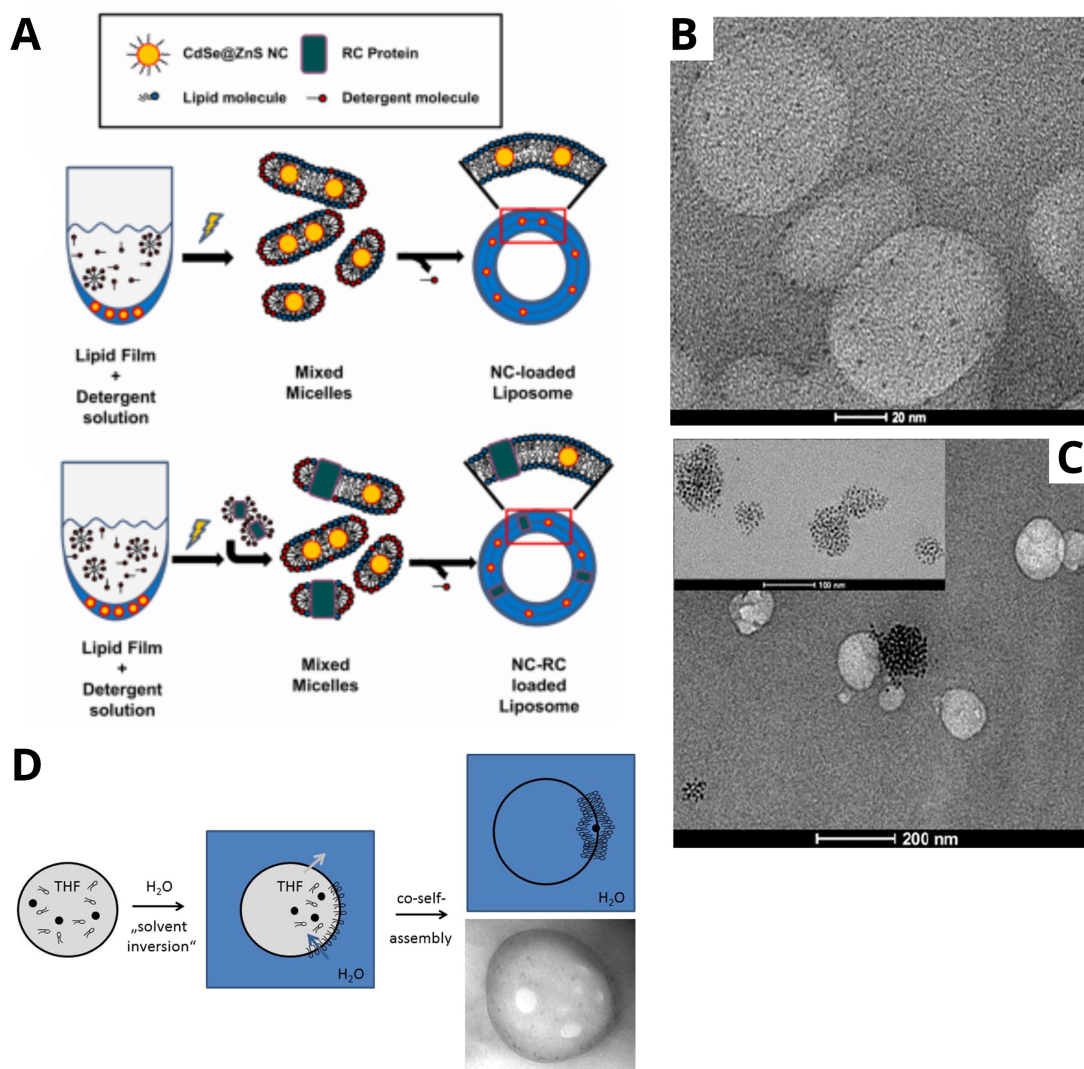 A
CdSe@ZnS NC
RC Protein
Lipid molecule
Detergent molecule
Lipid Film
+
Detergent
solution
Mixed
Micelles
NC-loaded
Liposome
Lipid Film
+
Detergent
solution
Mixed
Micelles
NC-RC
loaded
Liposome
B
20 nm
C
100 nm
200 nm
D
THF
H₂O
„solvent
inversion“
THF
H₂O
co-self-
assembly
H₂O